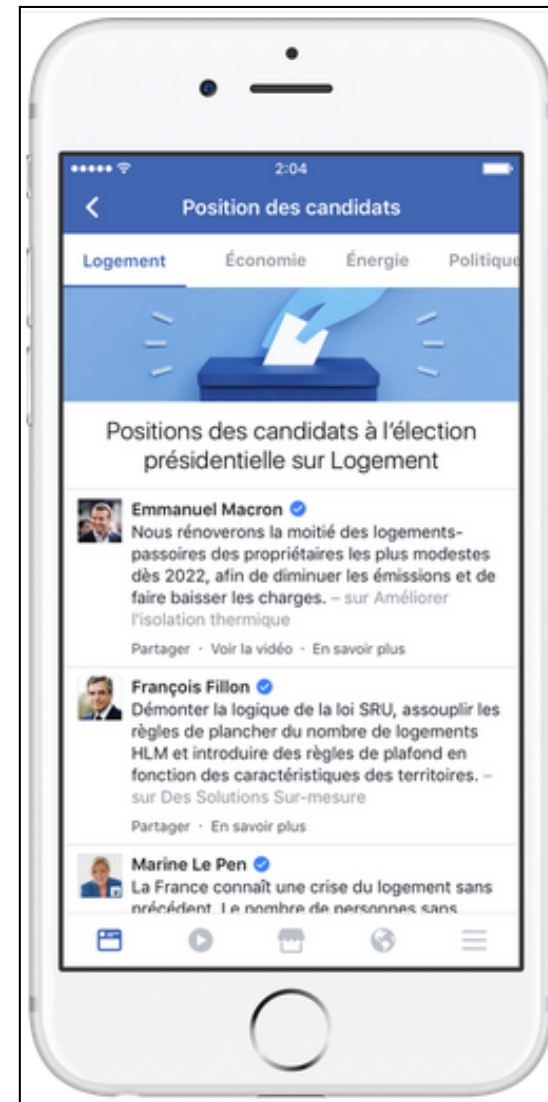 2:04
Position des candidats
Logement Économie Énergie Politique
Positions des candidats à l'élection
présidentielle sur Logement
Emmanuel Macron
Nous rénoverons la moitié des logements-
passoires des propriétaires les plus modestes
dès 2022, afin de diminuer les émissions et de
faire baisser les charges. – sur Améliorer
l'isolation thermique
Partager · Voir la vidéo · En savoir plus
François Fillon
Démonter la logique de la loi SRU, assouplir les
règles de plancher du nombre de logements
HLM et introduire des règles de plafond en
fonction des caractéristiques des territoires. –
sur Des Solutions Sur-mesure
Partager · En savoir plus
Marine Le Pen
La France connaît une crise du logement sans
précédent. Le nombre de personnes sans